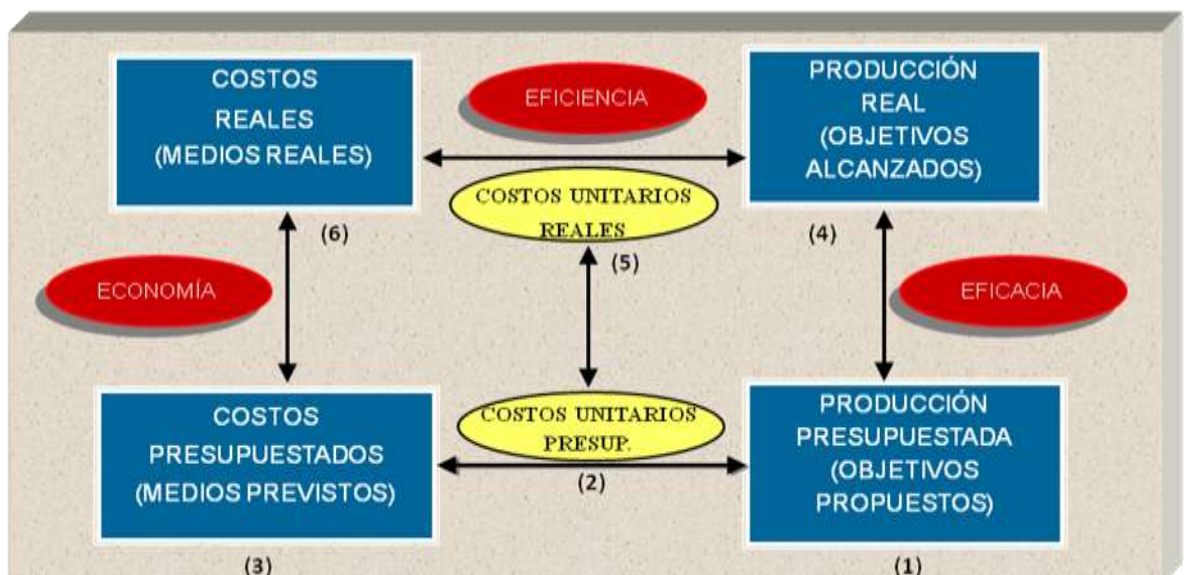 COSTOS
REALES
(MEDIOS REALES)
EFICIENCIA
PRODUCCIÓN
REAL
(OBJETIVOS
ALCANZADOS)
COSTOS UNITARIOS
REALES
(6)
(5)
(4)
ECONOMÍA
EFICACIA
COSTOS
PRESUPUESTADOS
(MEDIOS PREVISTOS)
COSTOS UNITARIOS
PRESUP.
(2)
PRODUCCIÓN
PRESUPUESTADA
(OBJETIVOS
PROPUESTOS)
(3)
(1)